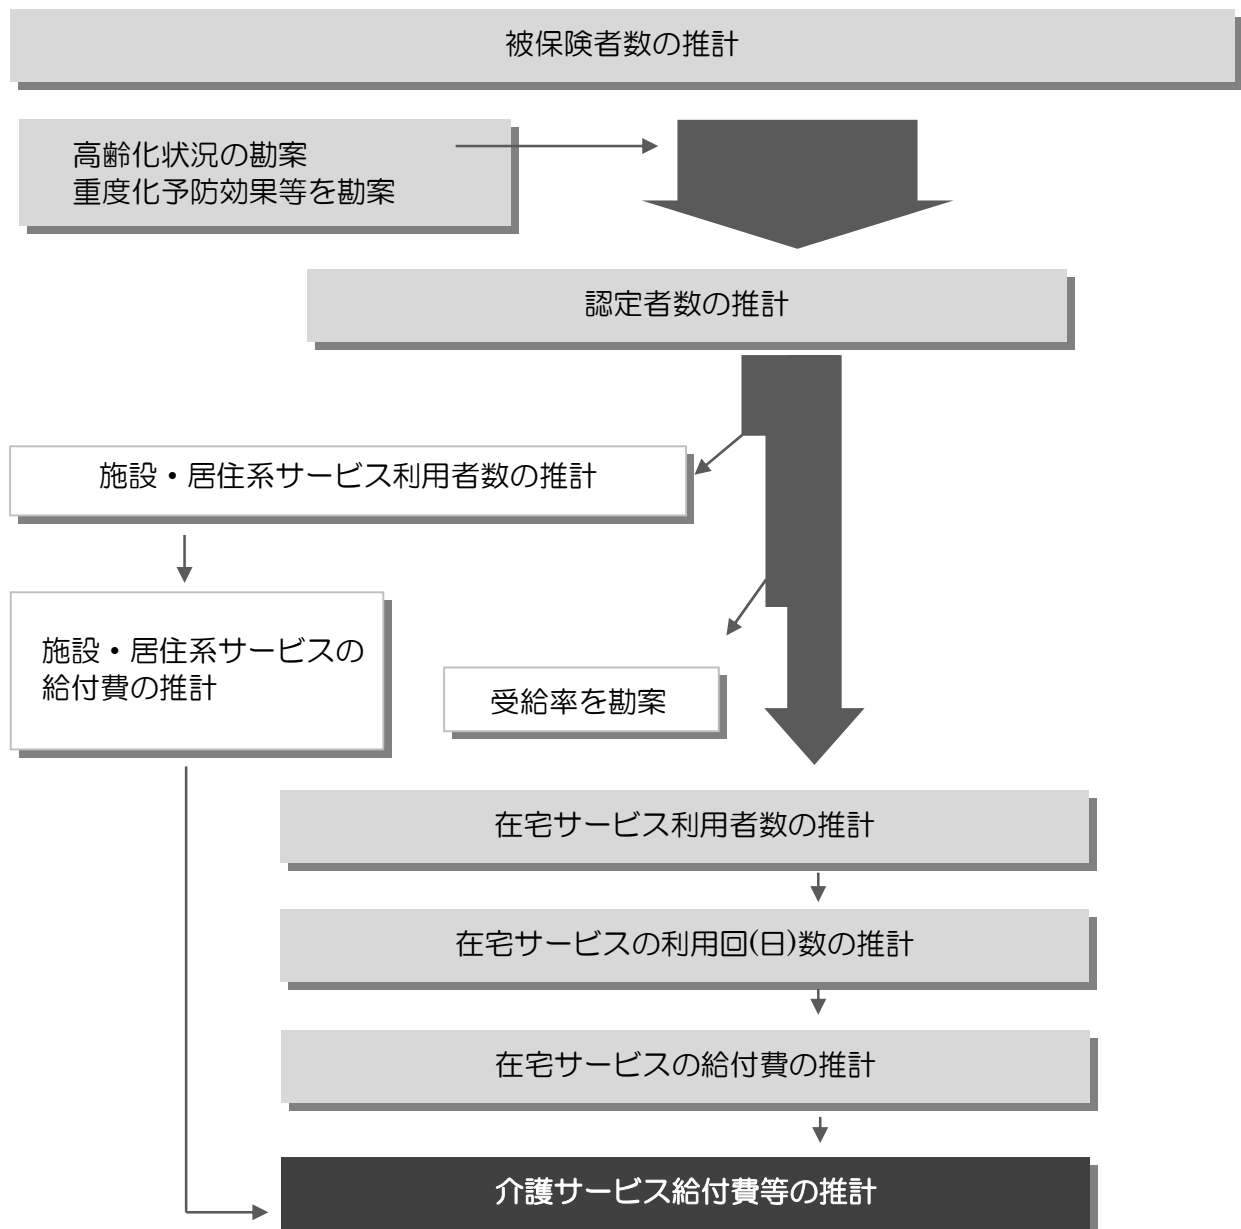 被保険者数の推計
高齢化状況の勘案
重度化予防効果等を勘案
認定者数の推計
施設・居住系サービス利用者数の推計
施設・居住系サービスの
給付費の推計
受給率を勘案
在宅サービス利用者数の推計
在宅サービスの利用回(日)数の推計
在宅サービスの給付費の推計
介護サービス給付費等の推計